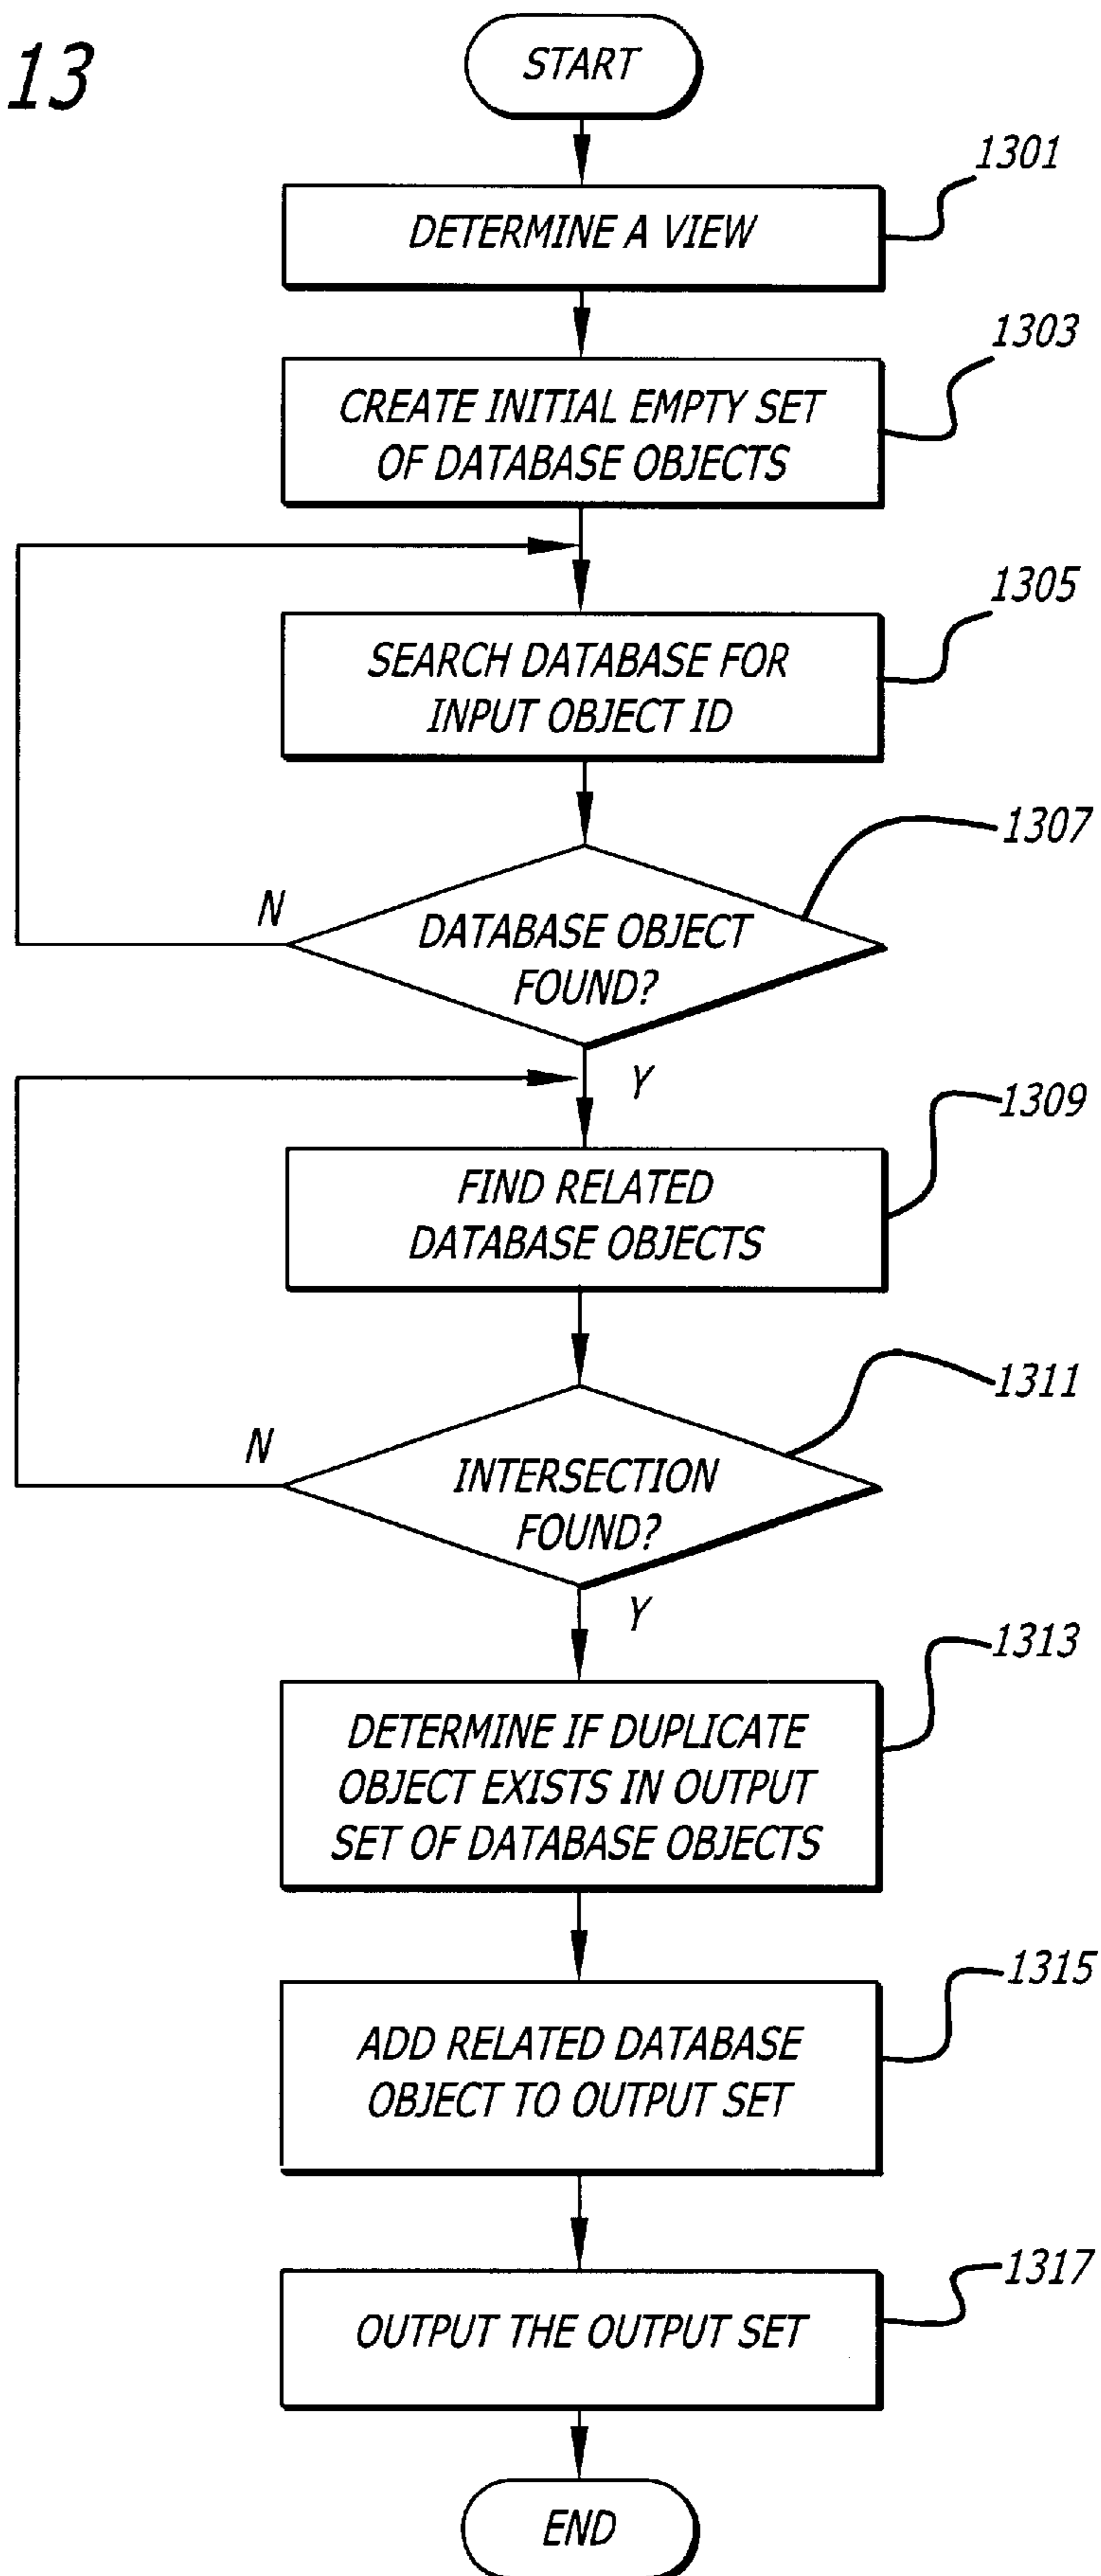 13
START
1301
DETERMINE A VIEW
1303
CREATE INITIAL EMPTY SET
OF DATABASE OBJECTS
1305
SEARCH DATABASE FOR
INPUT OBJECT ID
1307
N
DATABASE OBJECT
FOUND?
Y
1309
FIND RELATED
DATABASE OBJECTS
1311
N
INTERSECTION
FOUND?
Y
1313
DETERMINE IF DUPLICATE
OBJECT EXISTS IN OUTPUT
SET OF DATABASE OBJECTS
1315
ADD RELATED DATABASE
OBJECT TO OUTPUT SET
1317
OUTPUT THE OUTPUT SET
END